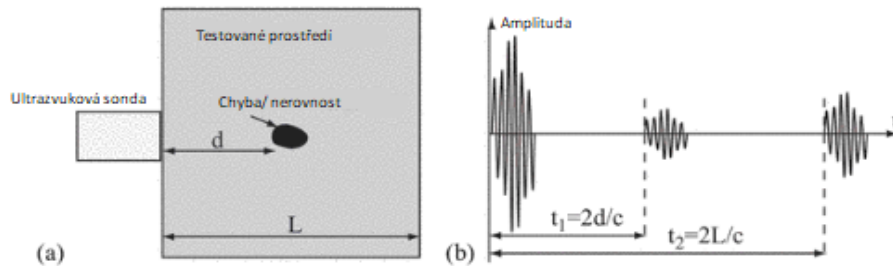 Testované prostředí
Ultrazvuková sonda
Chyba/ nerovnost
d
L
(a)
Amplituda
t
t₁=2d/c
t₂=2L/c
(b)